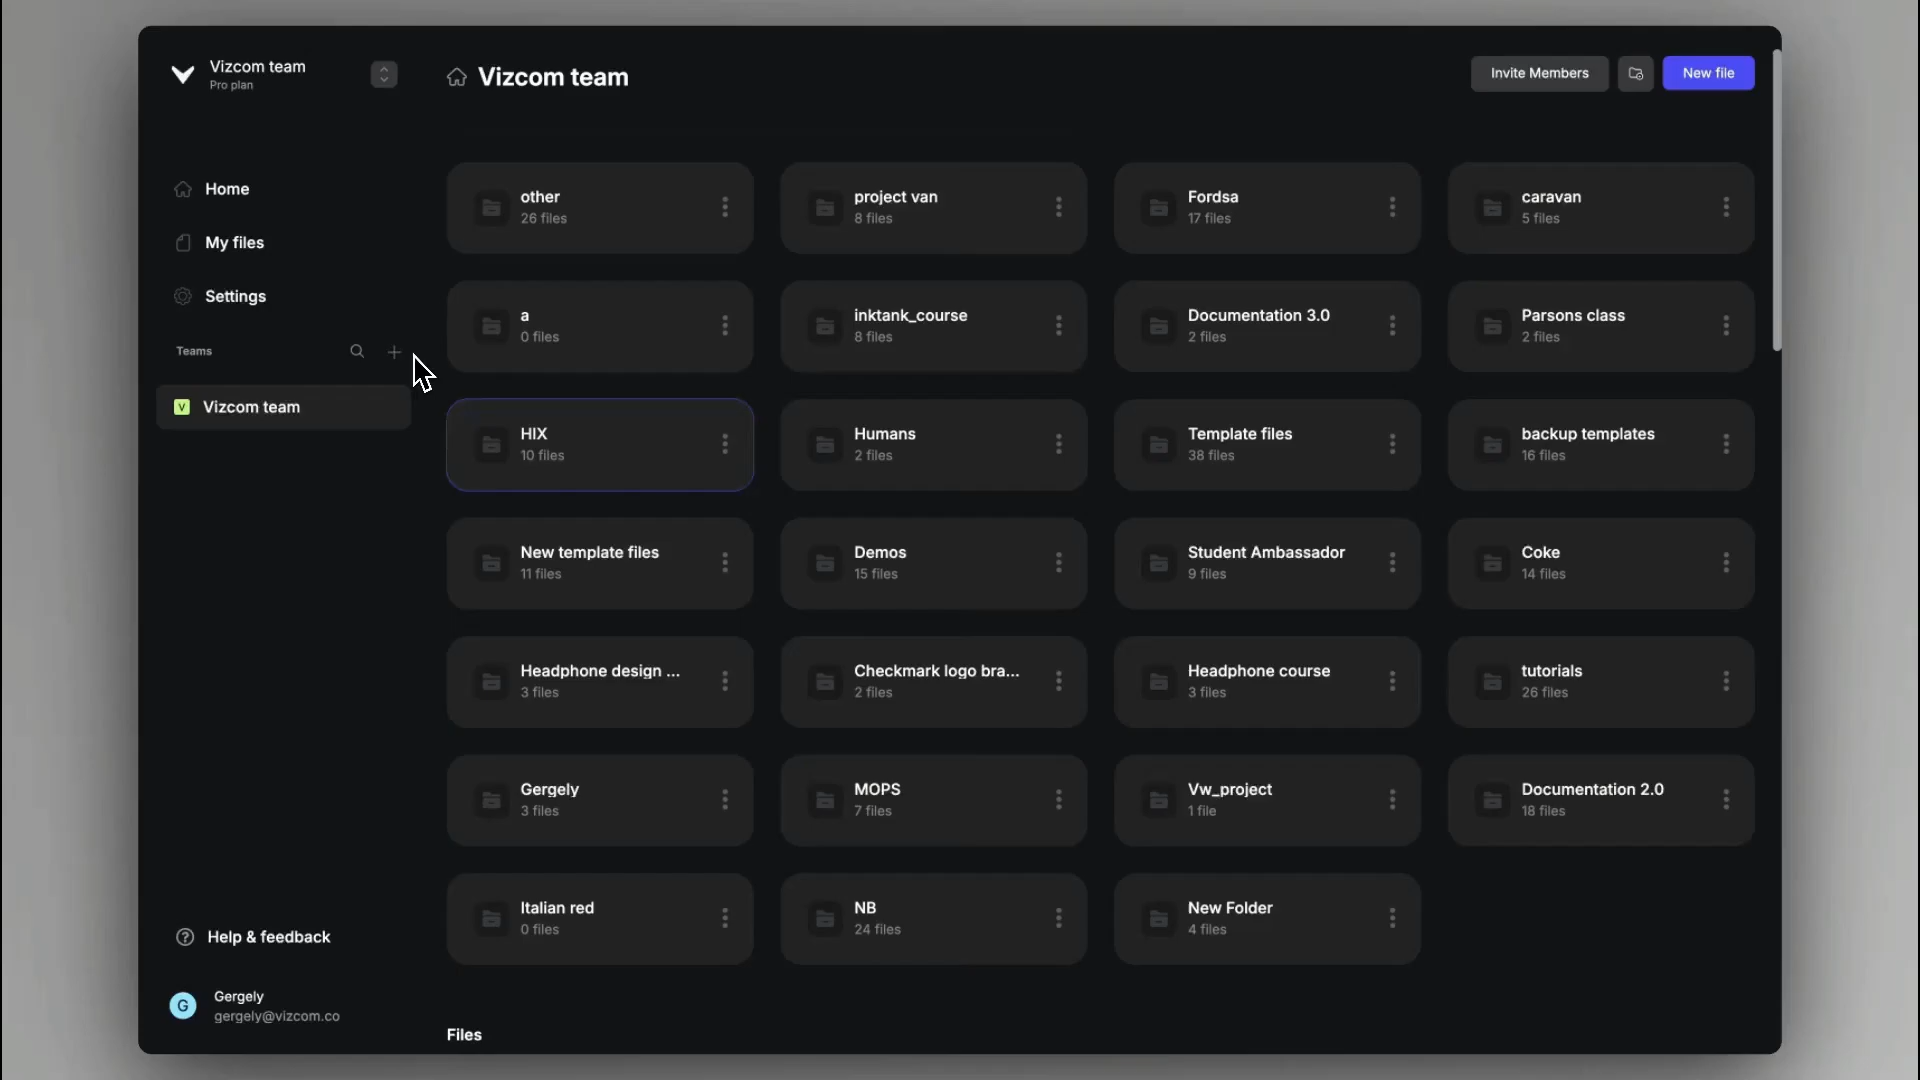 Vizcom team
Pro plan
Vizcom team
Invite Members
New file
Home
My files
Settings
Teams
V
Vizcom team
other
26 files
project van
8 files
Fordsa
17 files
caravan
5 files
a
0 files
inktank_course
8 files
Documentation 3.0
2 files
Parsons class
2 files
HIX
10 files
Humans
2 files
Template files
38 files
backup templates
16 files
New template files
11 files
Demos
15 files
Student Ambassador
9 files
Coke
14 files
Headphone design ...
3 files
Checkmark logo bra...
2 files
Headphone course
3 files
tutorials
26 files
Gergely
3 files
MOPS
7 files
Vw_project
1 file
Documentation 2.0
18 files
Italian red
0 files
NB
24 files
New Folder
4 files
Files
Help & feedback
G
Gergely
gergely@vizcom.co